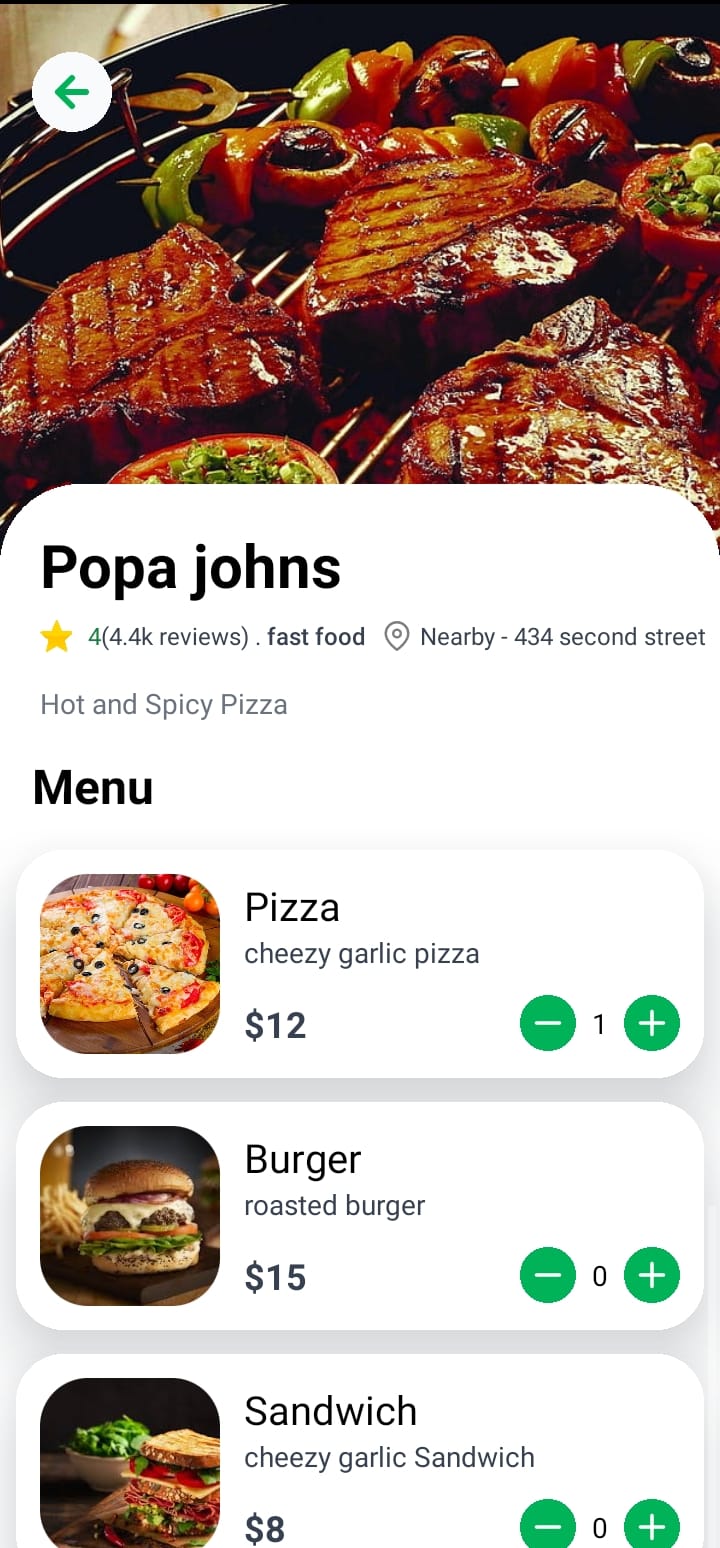 Popa johns
4(4.4k reviews) . fast food Nearby - 434 second street
Hot and Spicy Pizza
Menu
Pizza
cheezy garlic pizza
$12
1
Burger
roasted burger
$15
0
Sandwich
cheezy garlic Sandwich
$8
0